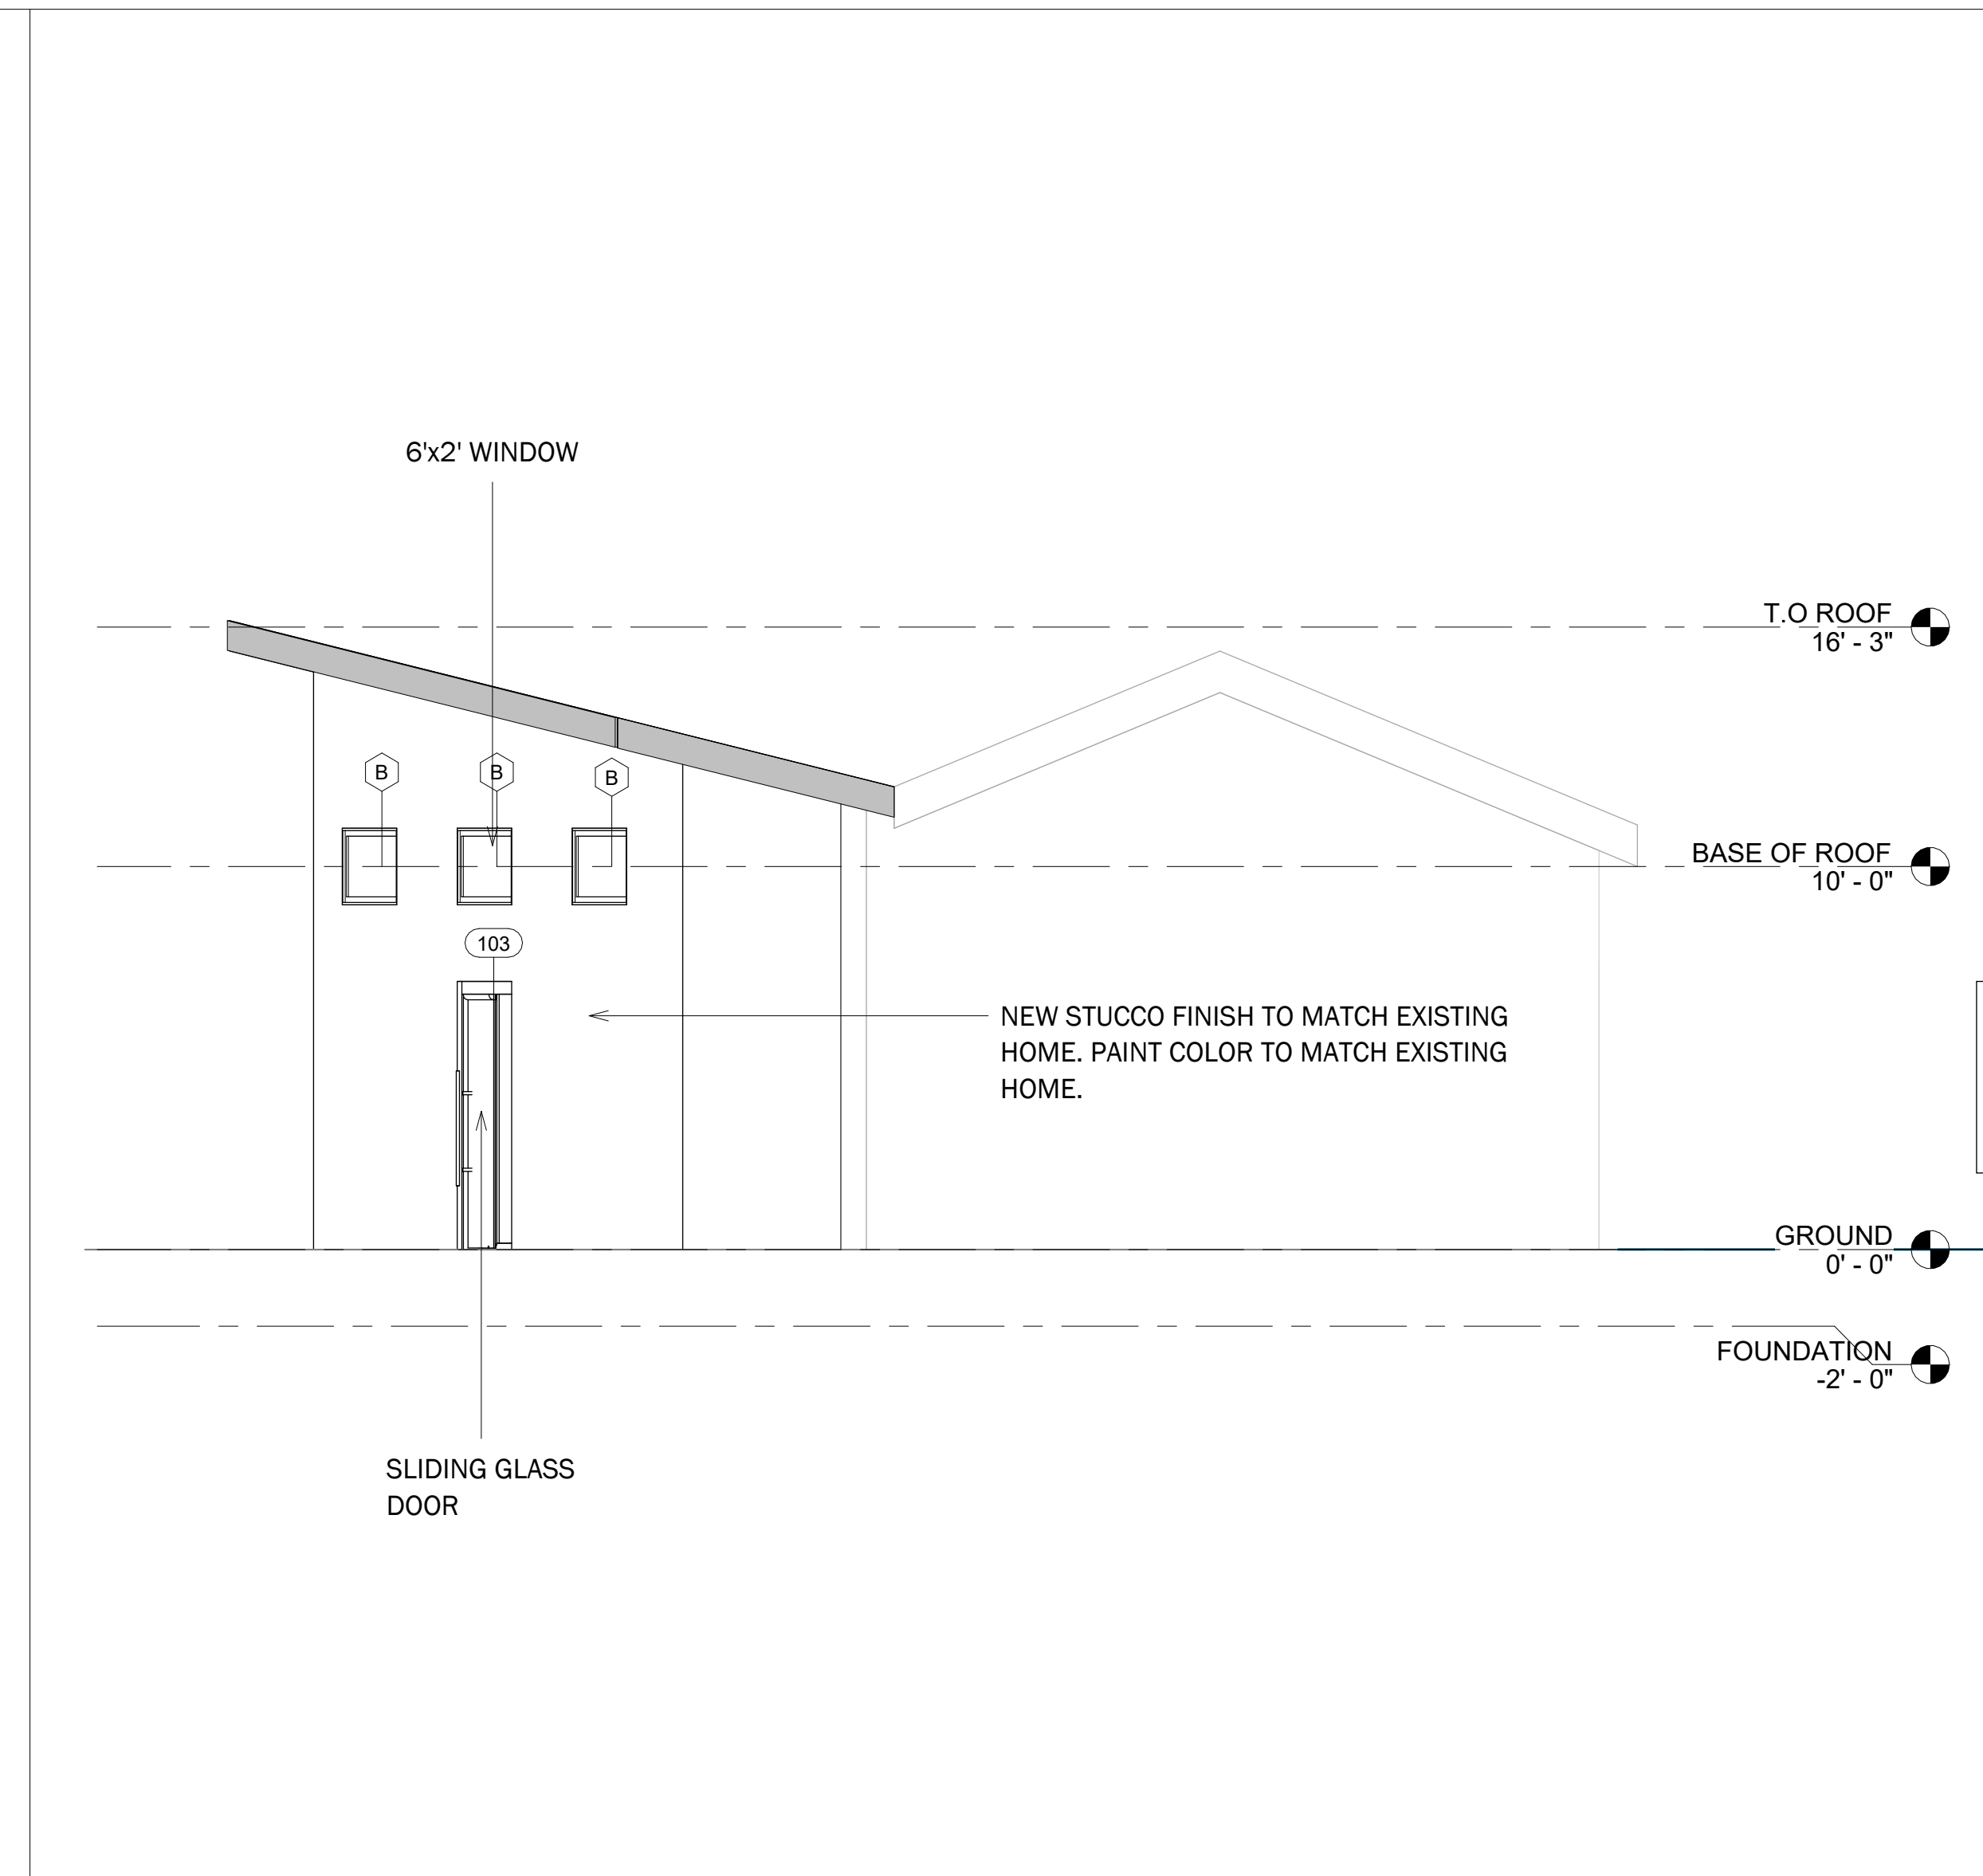 6'x2' WINDOW
T.O ROOF
16' - 3"
B
B
B
BASE OF ROOF
10' - 0"
103
NEW STUCCO FINISH TO MATCH EXISTING
HOME. PAINT COLOR TO MATCH EXISTING
HOME.
GROUND
0' - 0"
FOUNDATION
-2' - 0"
SLIDING GLASS
DOOR